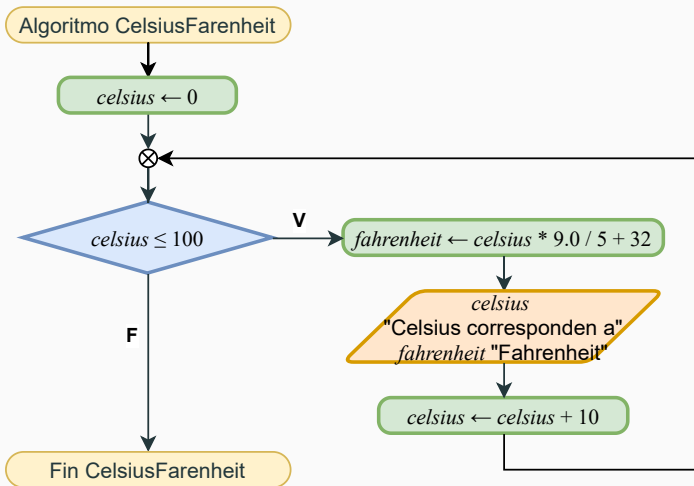 Algoritmo CelsiusFarenheit
celsius ← 0
celsius ≤ 100
V
fahrenheit ← celsius * 9.0 / 5 + 32
celsius
"Celsius corresponden a"
fahrenheit "Fahrenheit"
F
celsius ← celsius + 10
Fin CelsiusFarenheit